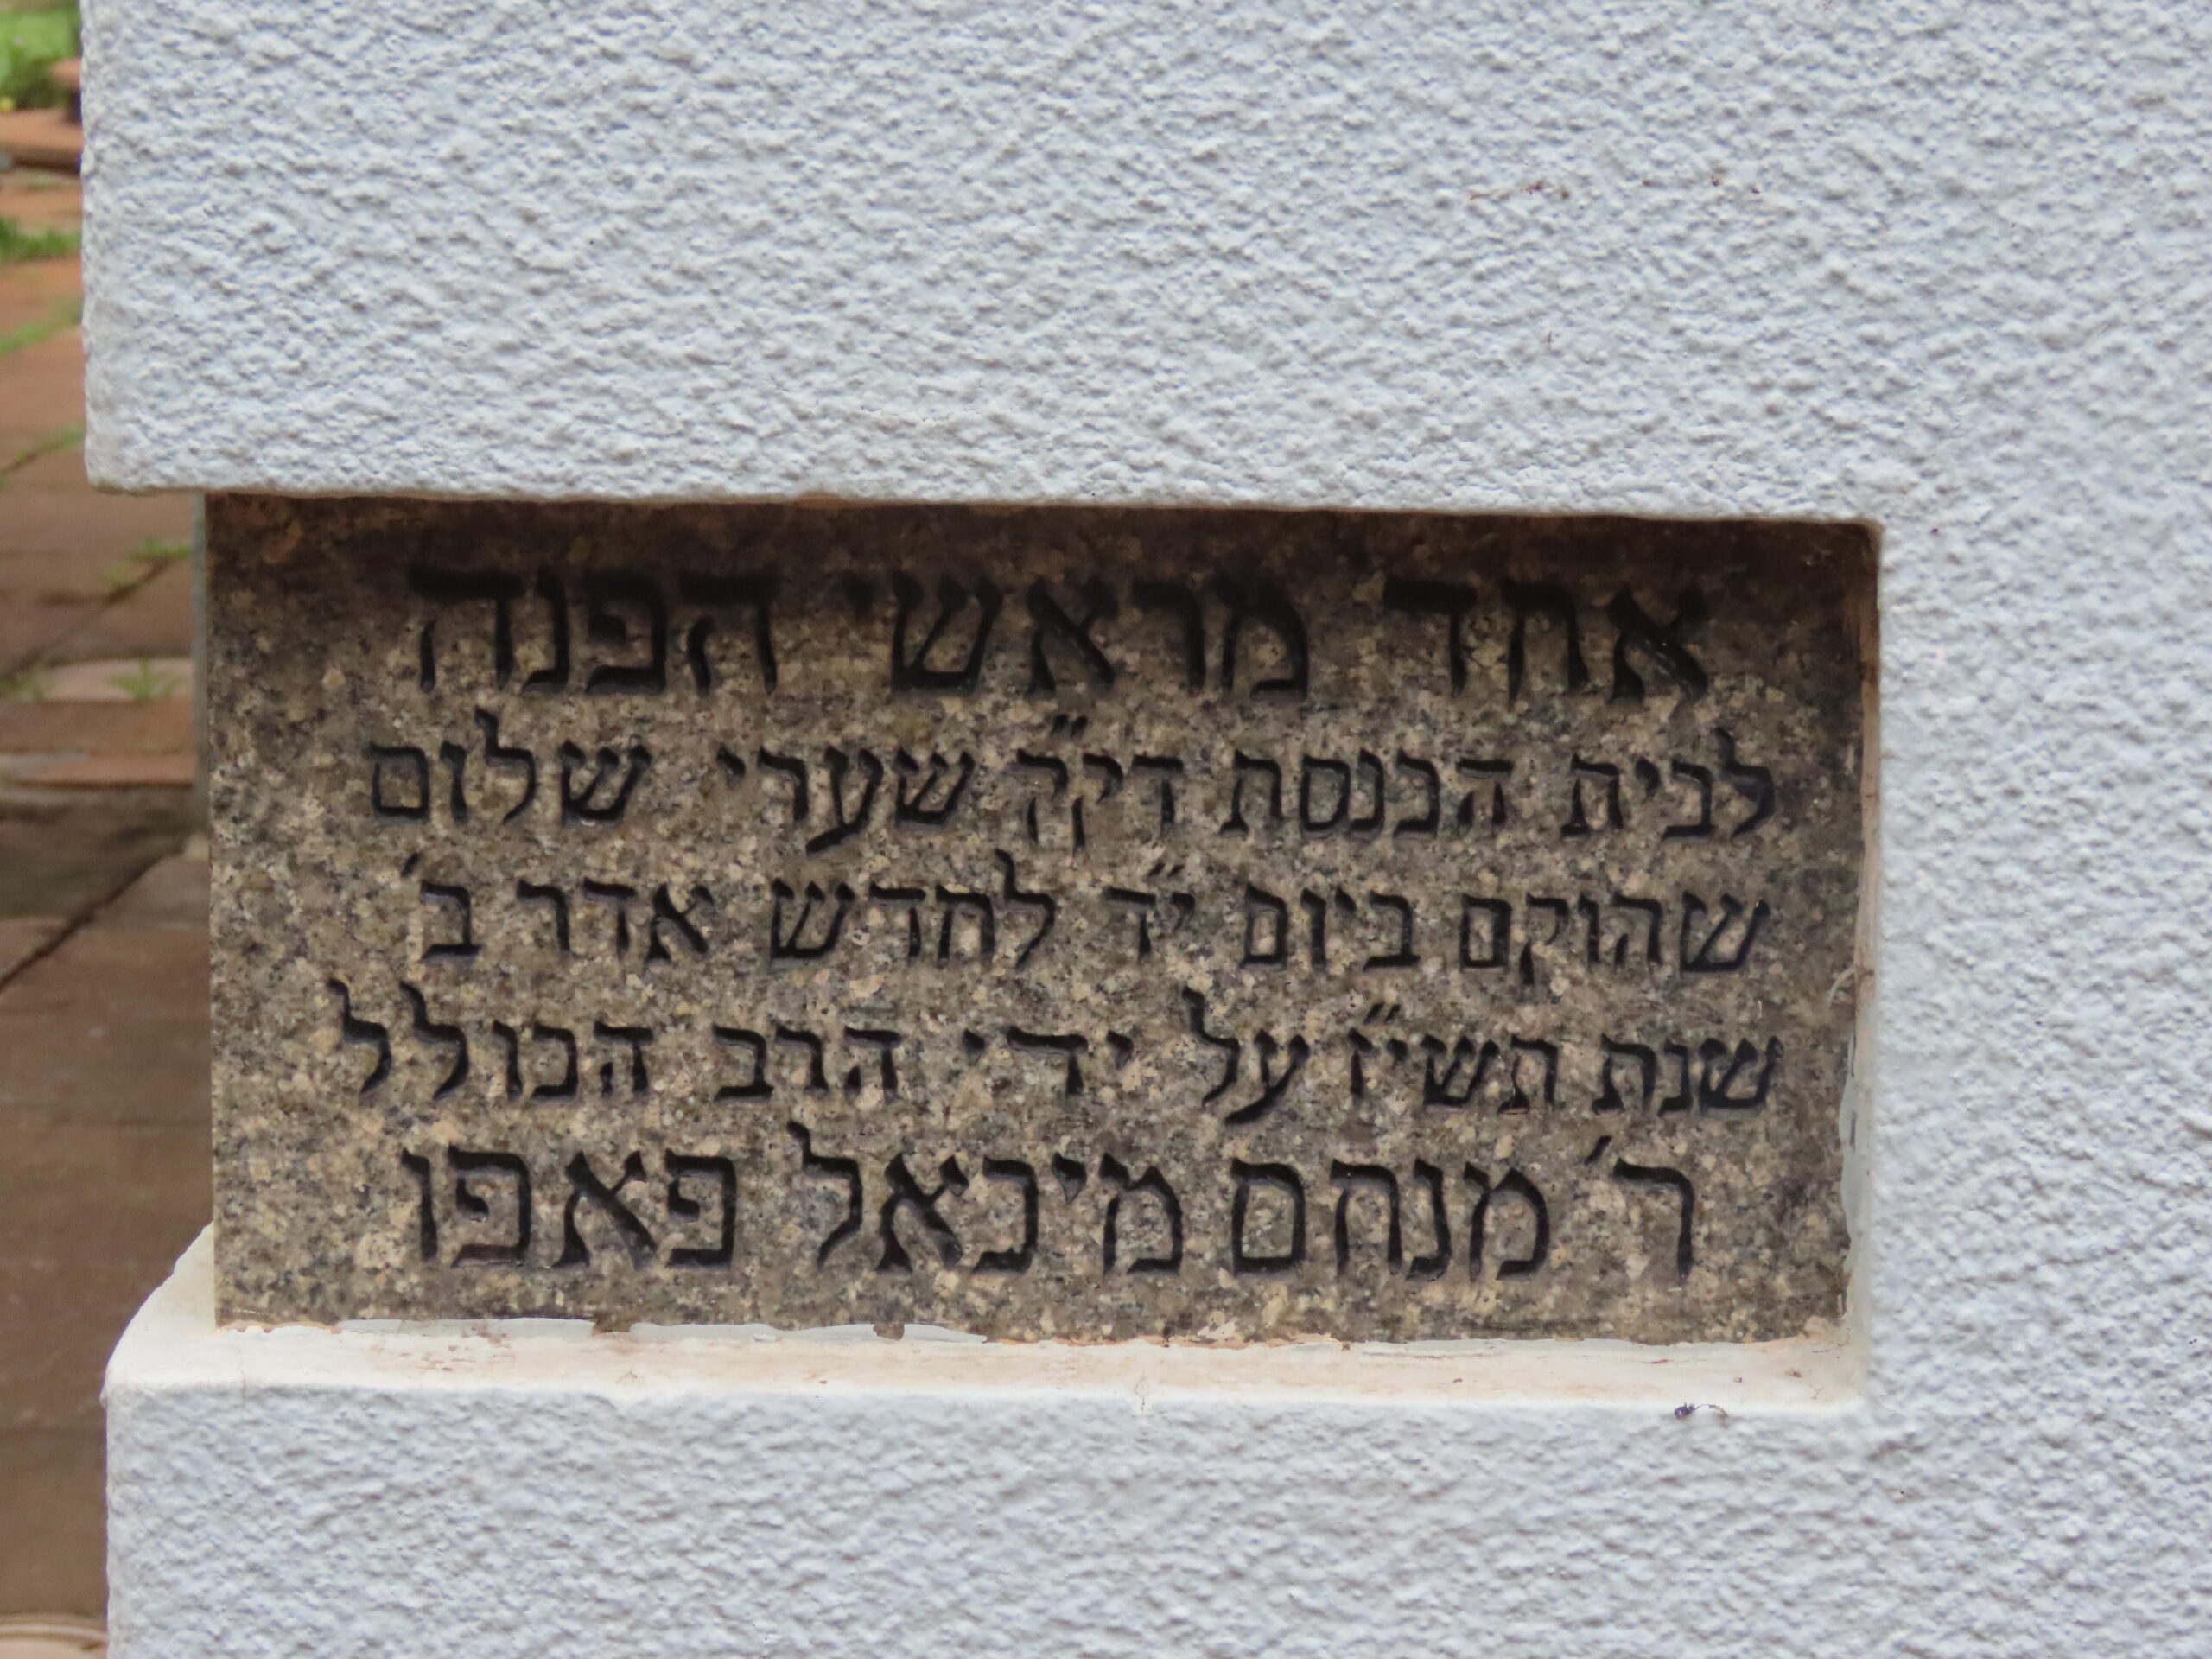 אחד מראשי הפנה
לבית הכנסת דק״ק שערי שלום
שהוקם ביום י״ד לחדש אדר ב׳
שנת תשי״ז על ידי הרב הכולל
ר׳ מנחם מיכאל פאפו